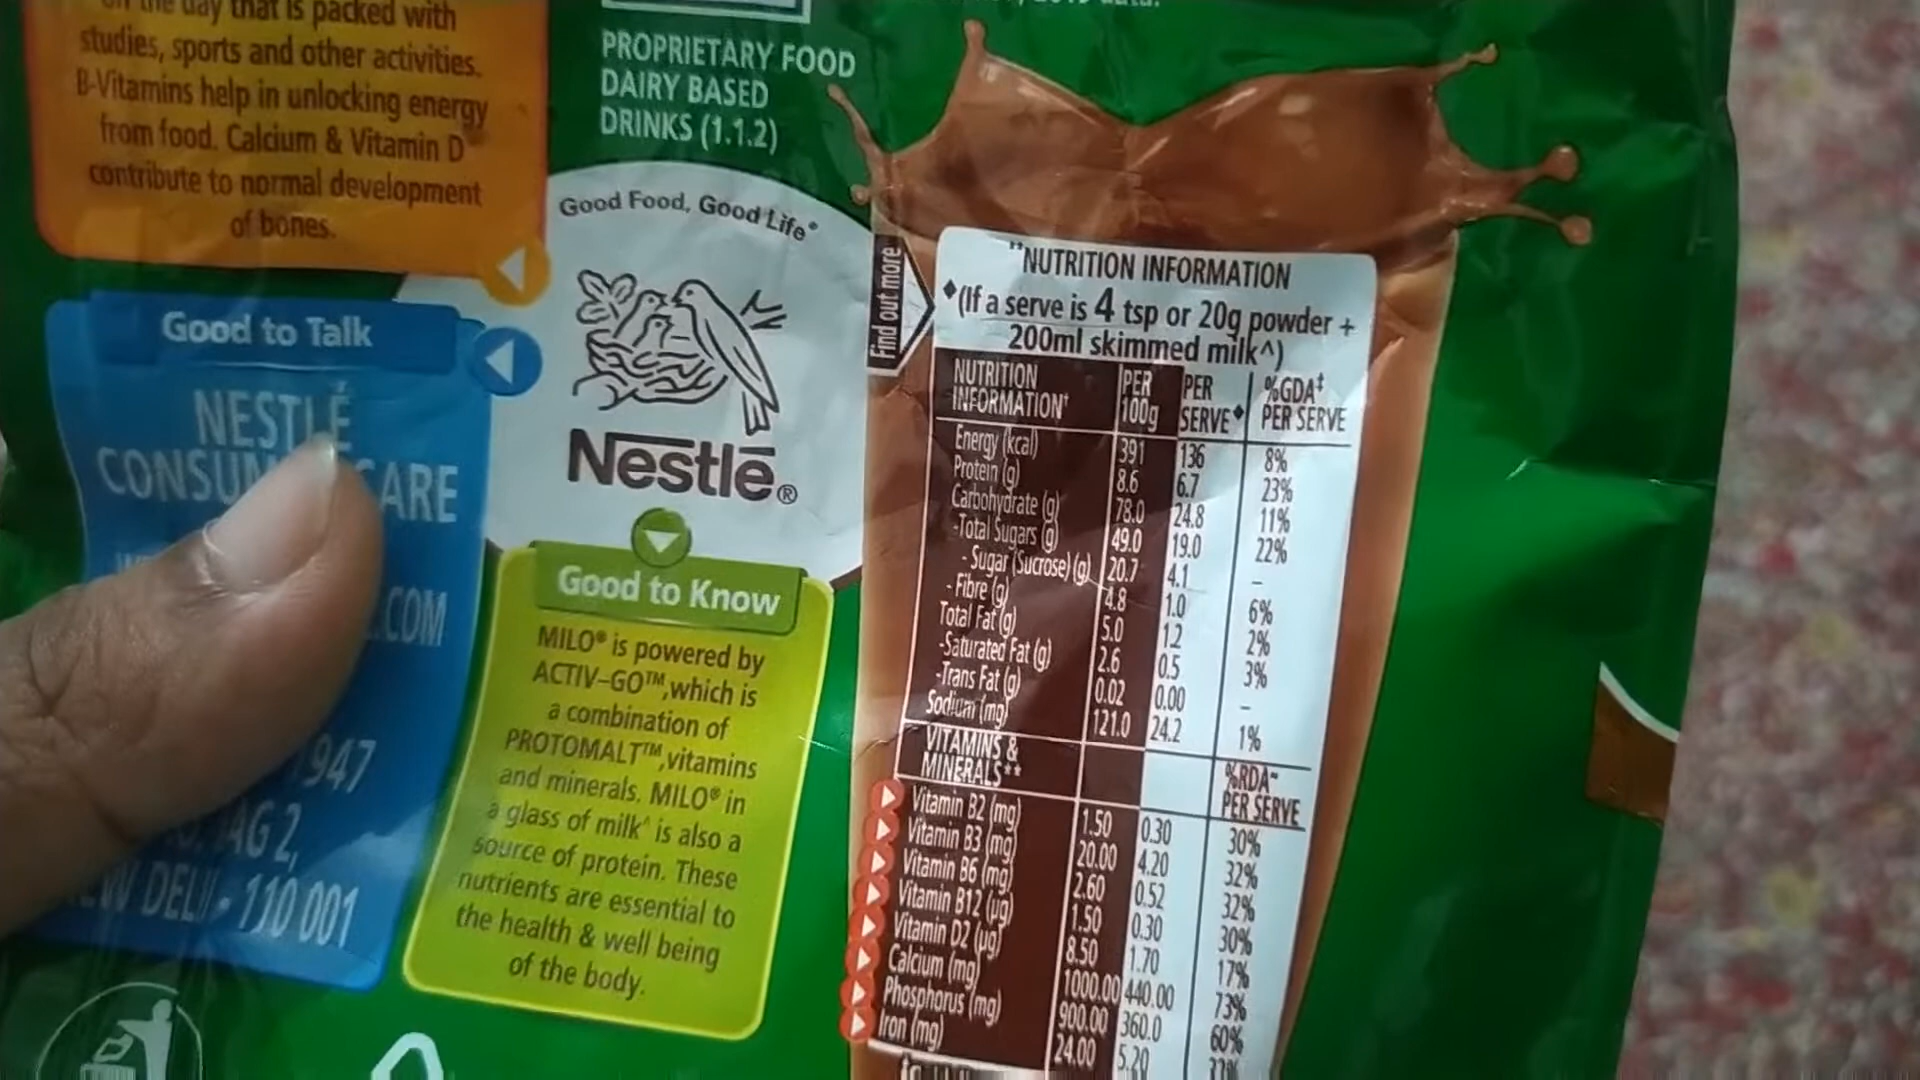 the day that is packed with
studies, sports and other activities.
B-Vitamins help in unlocking energy
from food. Calcium & Vitamin D
contribute to normal development
of bones.
PROPRIETARY FOOD
DAIRY BASED
DRINKS (1.1.2)
Good Food, Good Life®
Nestlē®
Good to Talk
NESTLÉ
CONSU CARE
.COM
947
AG 2,
110 001
Good to Know
MILO® is powered by
ACTIV–GO™,which is
a combination of
PROTOMALT™,vitamins
and minerals. MILO® in
a glass of milk^ is also a
source of protein. These
nutrients are essential to
the health & well being
of the body.
Find out more
**NUTRITION INFORMATION
◆(If a serve is 4 tsp or 20g powder +
200ml skimmed milk^)
NUTRITION INFORMATION† PER 100g PER SERVE◆ %GDA‡ PER SERVE
Energy (kcal) 391 136 8%
Protein (g) 8.6 6.7 23%
Carbohydrate (g) 78.0 24.8 11%
-Total Sugars (g) 49.0 19.0 22%
- Sugar (Sucrose) (g) 20.7 4.1 –
- Fibre (g) 4.8 1.0 6%
Total Fat (g) 5.0 1.2 2%
-Saturated Fat (g) 2.6 0.5 3%
-Trans Fat (g) 0.02 0.00 –
Sodium (mg) 121.0 24.2 1%
VITAMINS & MINERALS** %RDA~ PER SERVE
Vitamin B2 (mg) 1.50 0.30 30%
Vitamin B3 (mg) 20.00 4.20 32%
Vitamin B6 (mg) 2.60 0.52 32%
Vitamin B12 (µg) 1.50 0.30 30%
Vitamin D2 (µg) 8.50 1.70 17%
Calcium (mg) 1000.00 440.00 73%
Phosphorus (mg) 900.00 360.0 60%
Iron (mg) 24.00 5.20